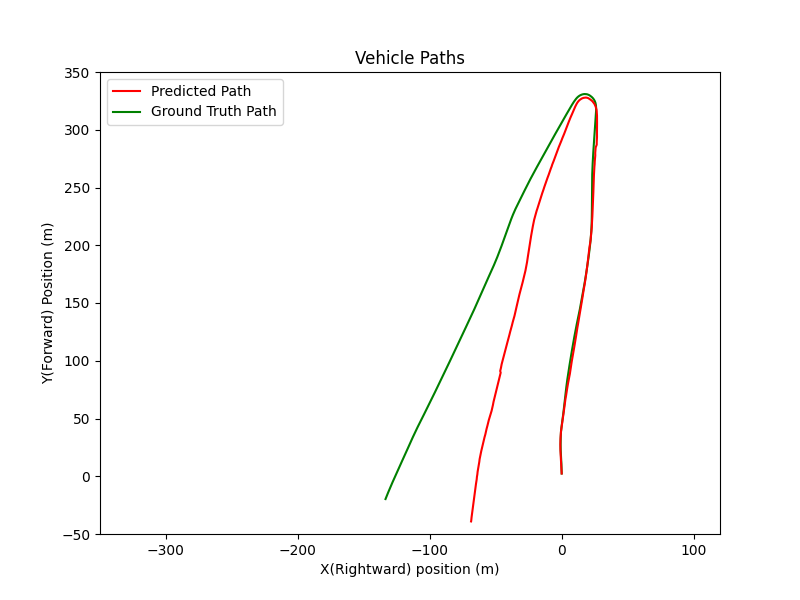 Vehicle Paths
Predicted Path
Ground Truth Path
350
300
250
200
150
100
50
0
−50
Y(Forward) Position (m)
−300
−200
−100
0
100
X(Rightward) position (m)